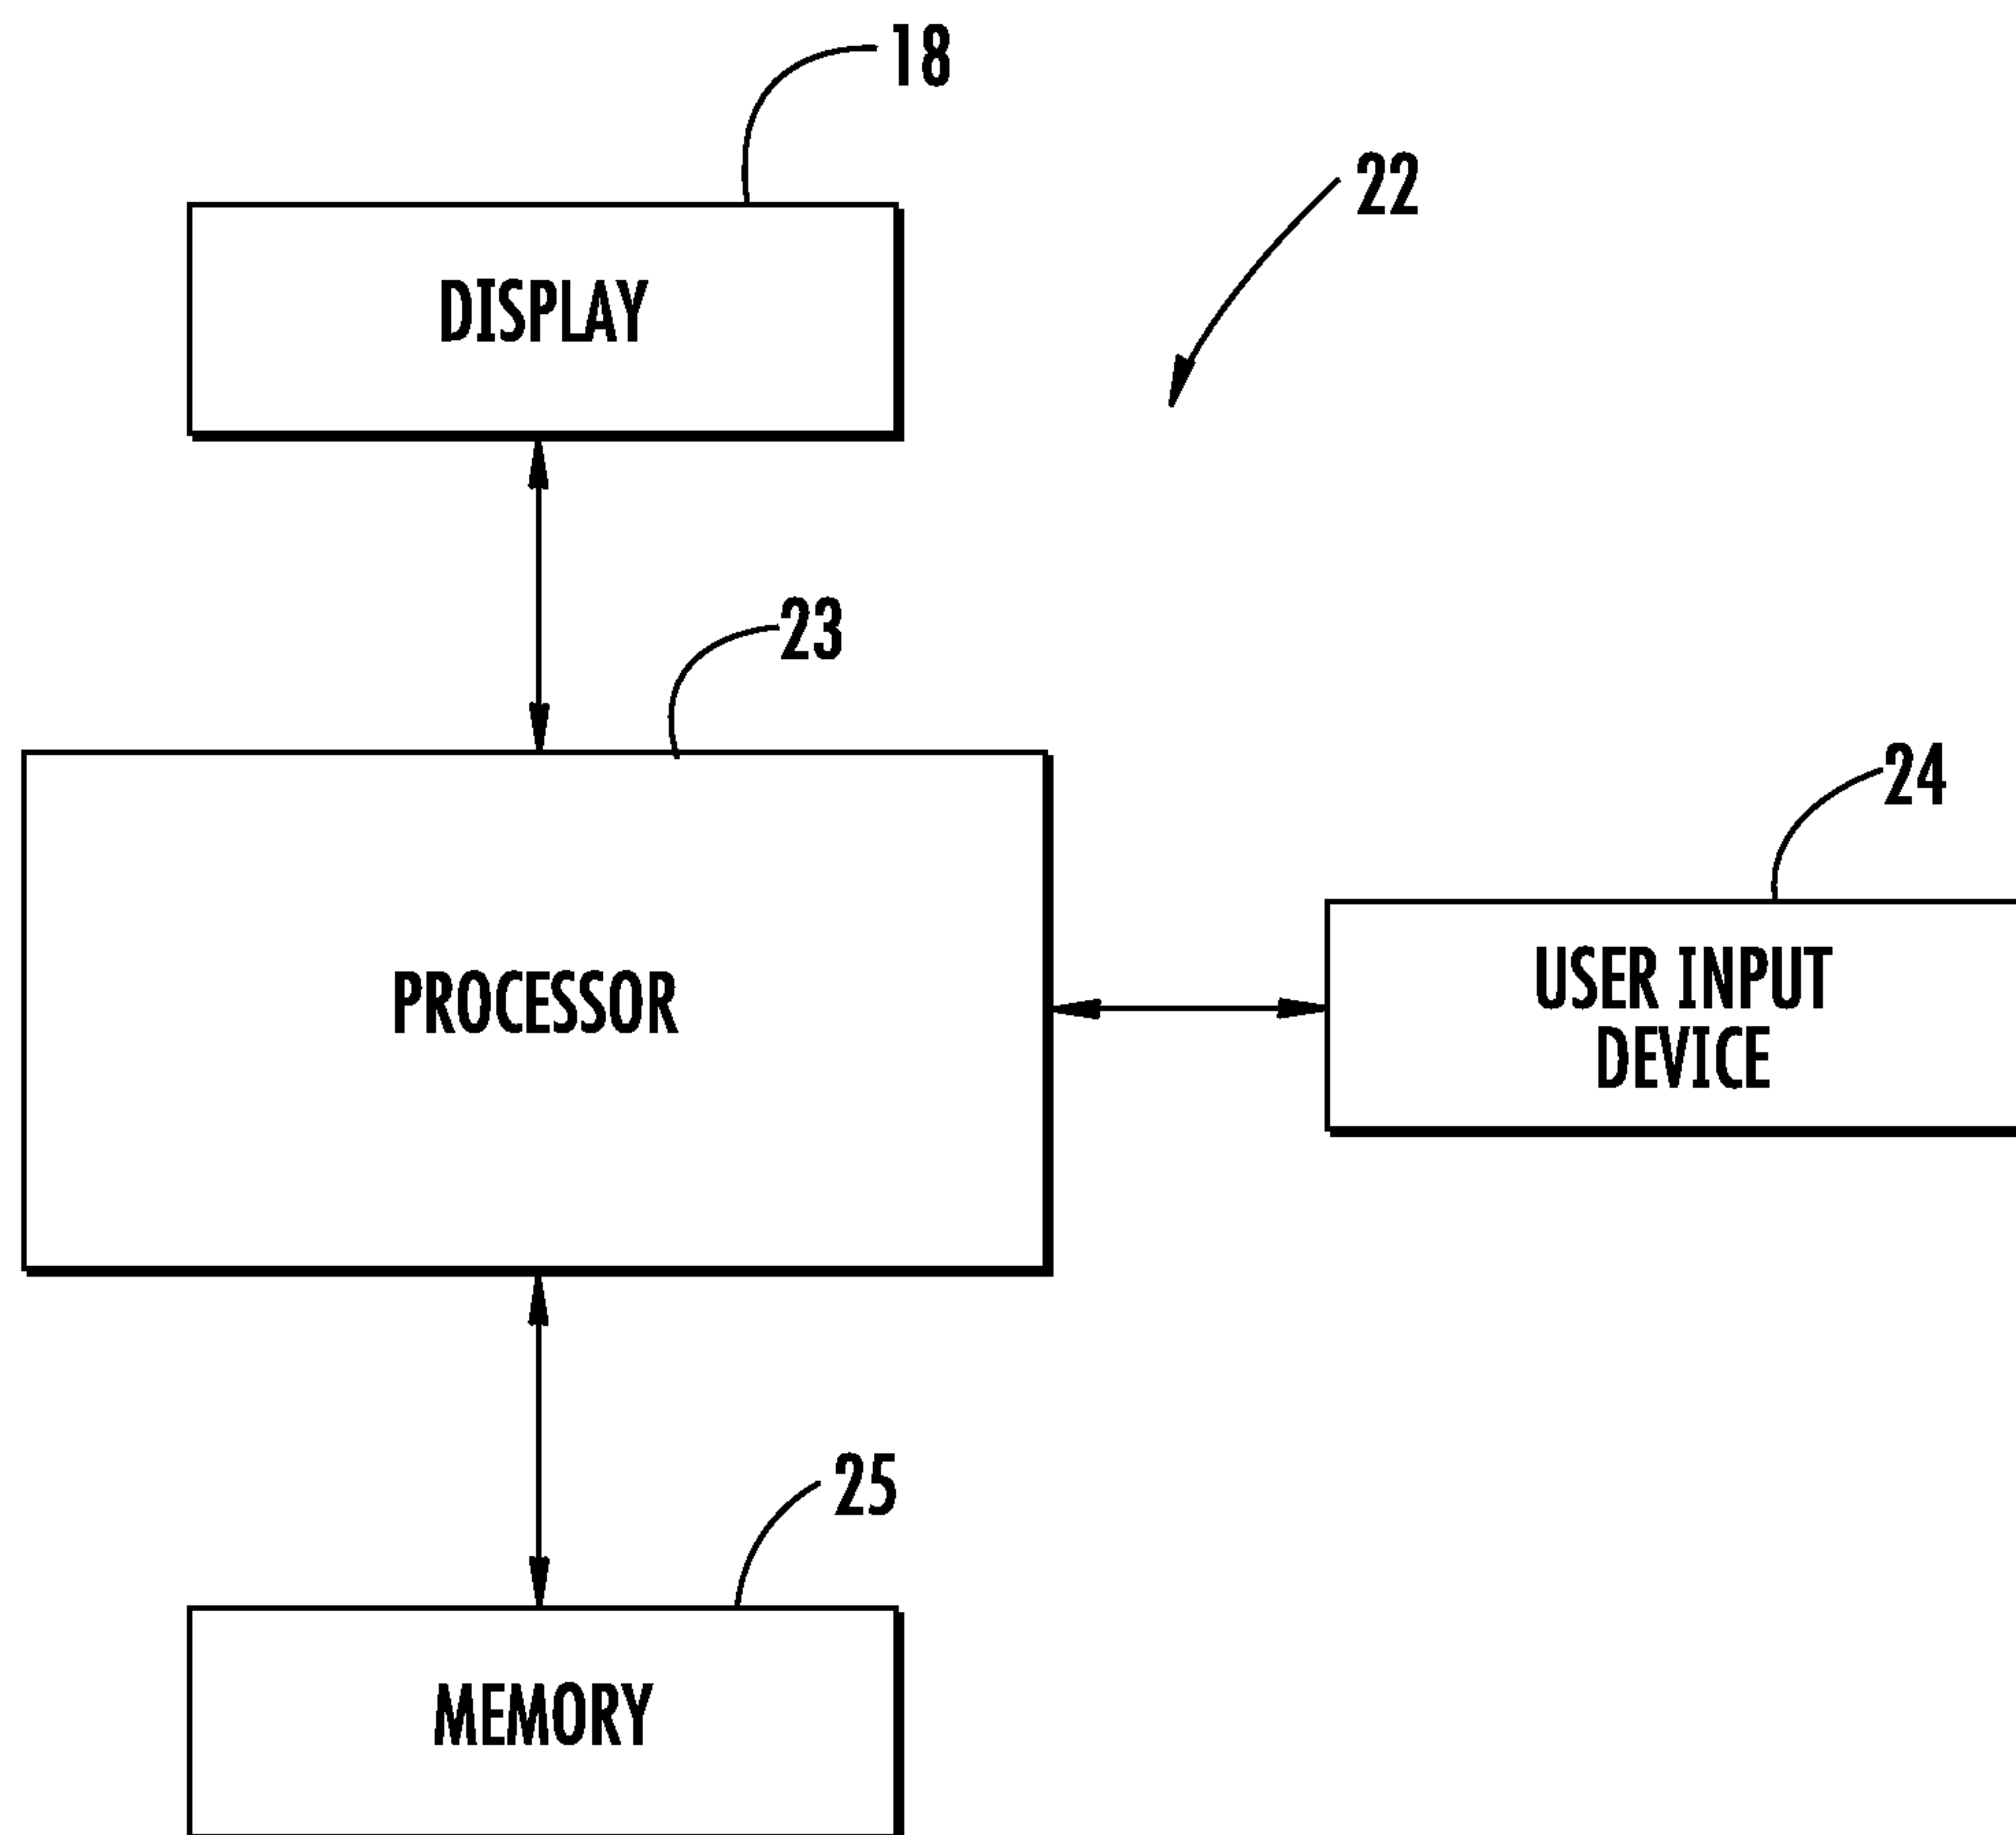 18
22
DISPLAY
23
24
PROCESSOR
USER INPUT
DEVICE
25
MEMORY